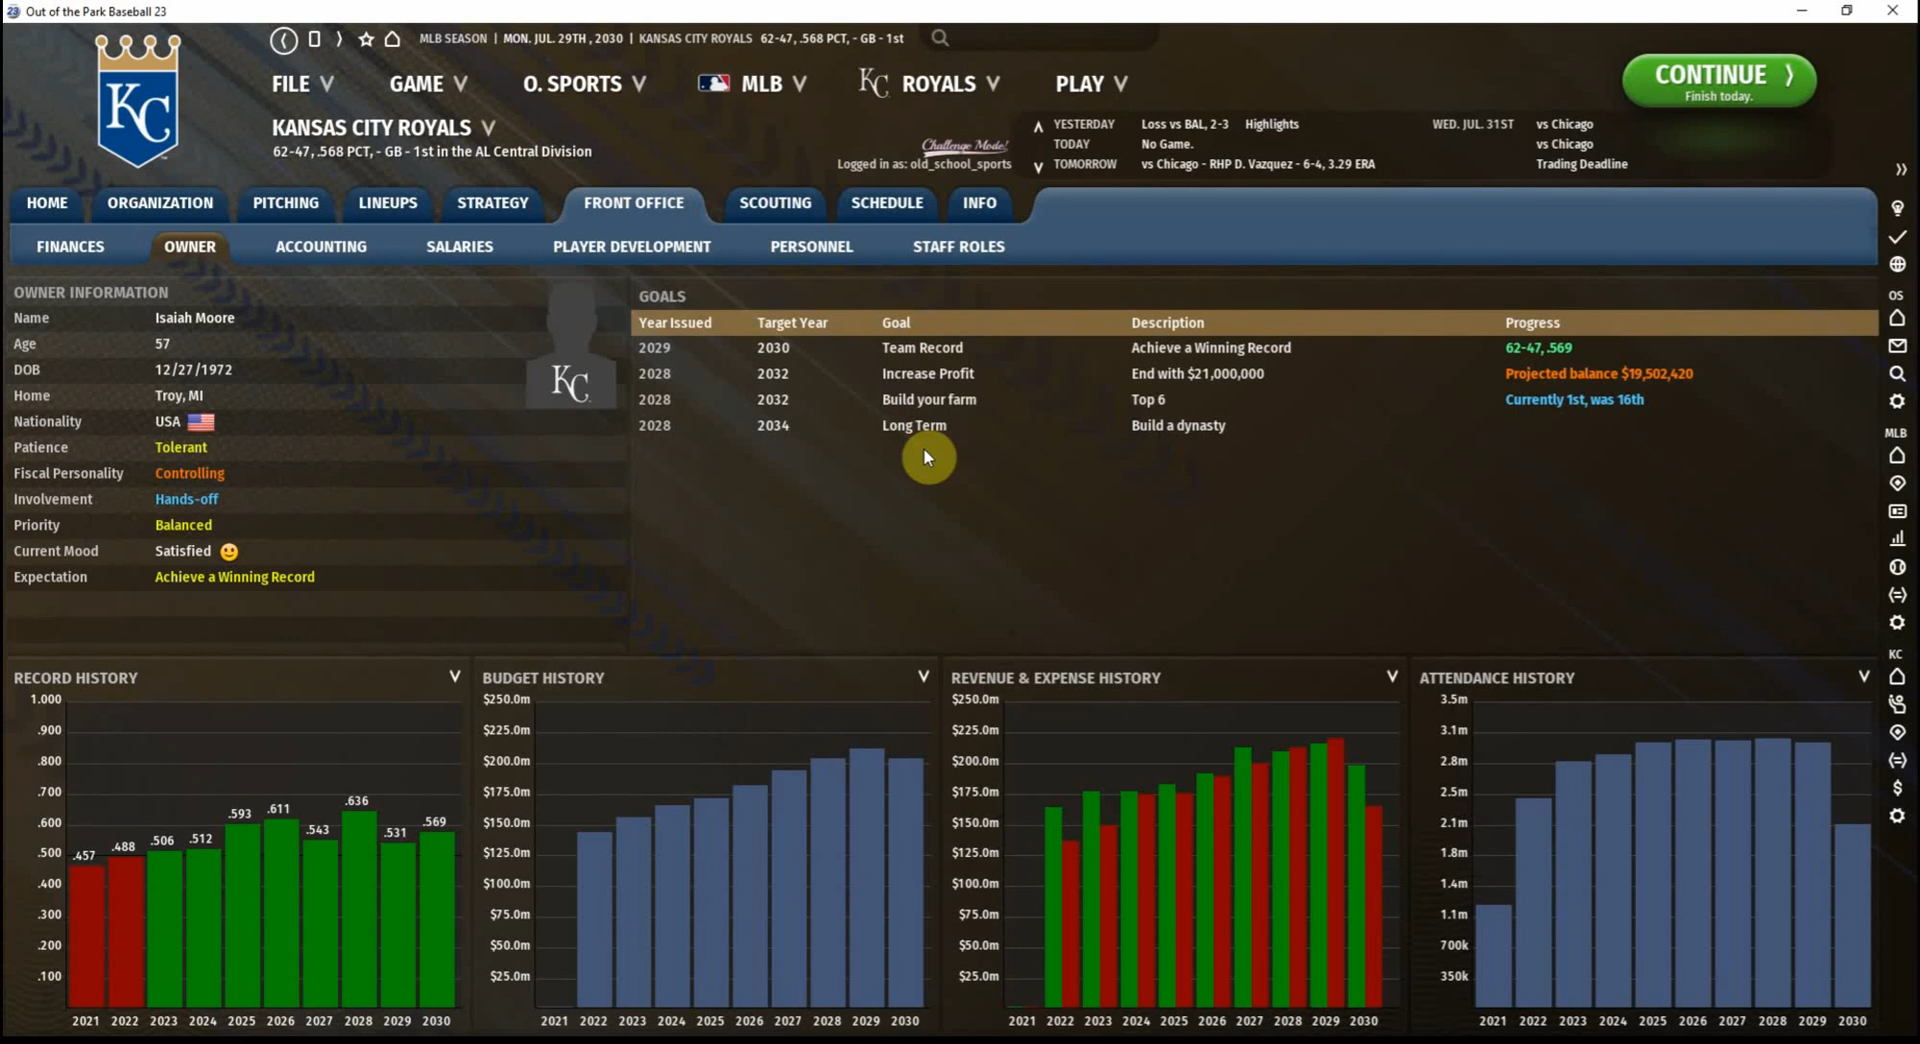 23 Out of the Park Baseball 23
MLB SEASON | MON. JUL. 29TH , 2030 | KANSAS CITY ROYALS 62-47, .568 PCT, - GB - 1st
KC
FILE GAME O. SPORTS MLB KC ROYALS PLAY
CONTINUE
Finish today.
KANSAS CITY ROYALS
62-47, .568 PCT, - GB - 1st in the AL Central Division
Challenge Mode!
Logged in as: old_school_sports
YESTERDAY Loss vs BAL, 2-3 Highlights
TODAY No Game.
TOMORROW vs Chicago - RHP D. Vazquez - 6-4, 3.29 ERA
WED. JUL. 31ST vs Chicago
vs Chicago
Trading Deadline
HOME ORGANIZATION PITCHING LINEUPS STRATEGY FRONT OFFICE SCOUTING SCHEDULE INFO
FINANCES OWNER ACCOUNTING SALARIES PLAYER DEVELOPMENT PERSONNEL STAFF ROLES
OWNER INFORMATION
Name Isaiah Moore
Age 57
DOB 12/27/1972
Home Troy, MI
Nationality USA
Patience Tolerant
Fiscal Personality Controlling
Involvement Hands-off
Priority Balanced
Current Mood Satisfied
Expectation Achieve a Winning Record
KC
GOALS
Year Issued Target Year Goal Description Progress
2029 2030 Team Record Achieve a Winning Record 62-47, .569
2028 2032 Increase Profit End with $21,000,000 Projected balance $19,502,420
2028 2032 Build your farm Top 6 Currently 1st, was 16th
2028 2034 Long Term Build a dynasty
OS
MLB
KC
RECORD HISTORY
1.000
.900
.800
.700
.600
.500
.400
.300
.200
.100
.457 .488 .506 .512 .593 .611 .543 .636 .531 .569
2021 2022 2023 2024 2025 2026 2027 2028 2029 2030
BUDGET HISTORY
$250.0m
$225.0m
$200.0m
$175.0m
$150.0m
$125.0m
$100.0m
$75.0m
$50.0m
$25.0m
2021 2022 2023 2024 2025 2026 2027 2028 2029 2030
REVENUE & EXPENSE HISTORY
$250.0m
$225.0m
$200.0m
$175.0m
$150.0m
$125.0m
$100.0m
$75.0m
$50.0m
$25.0m
2021 2022 2023 2024 2025 2026 2027 2028 2029 2030
ATTENDANCE HISTORY
3.5m
3.1m
2.8m
2.5m
2.1m
1.8m
1.4m
1.1m
700k
350k
2021 2022 2023 2024 2025 2026 2027 2028 2029 2030